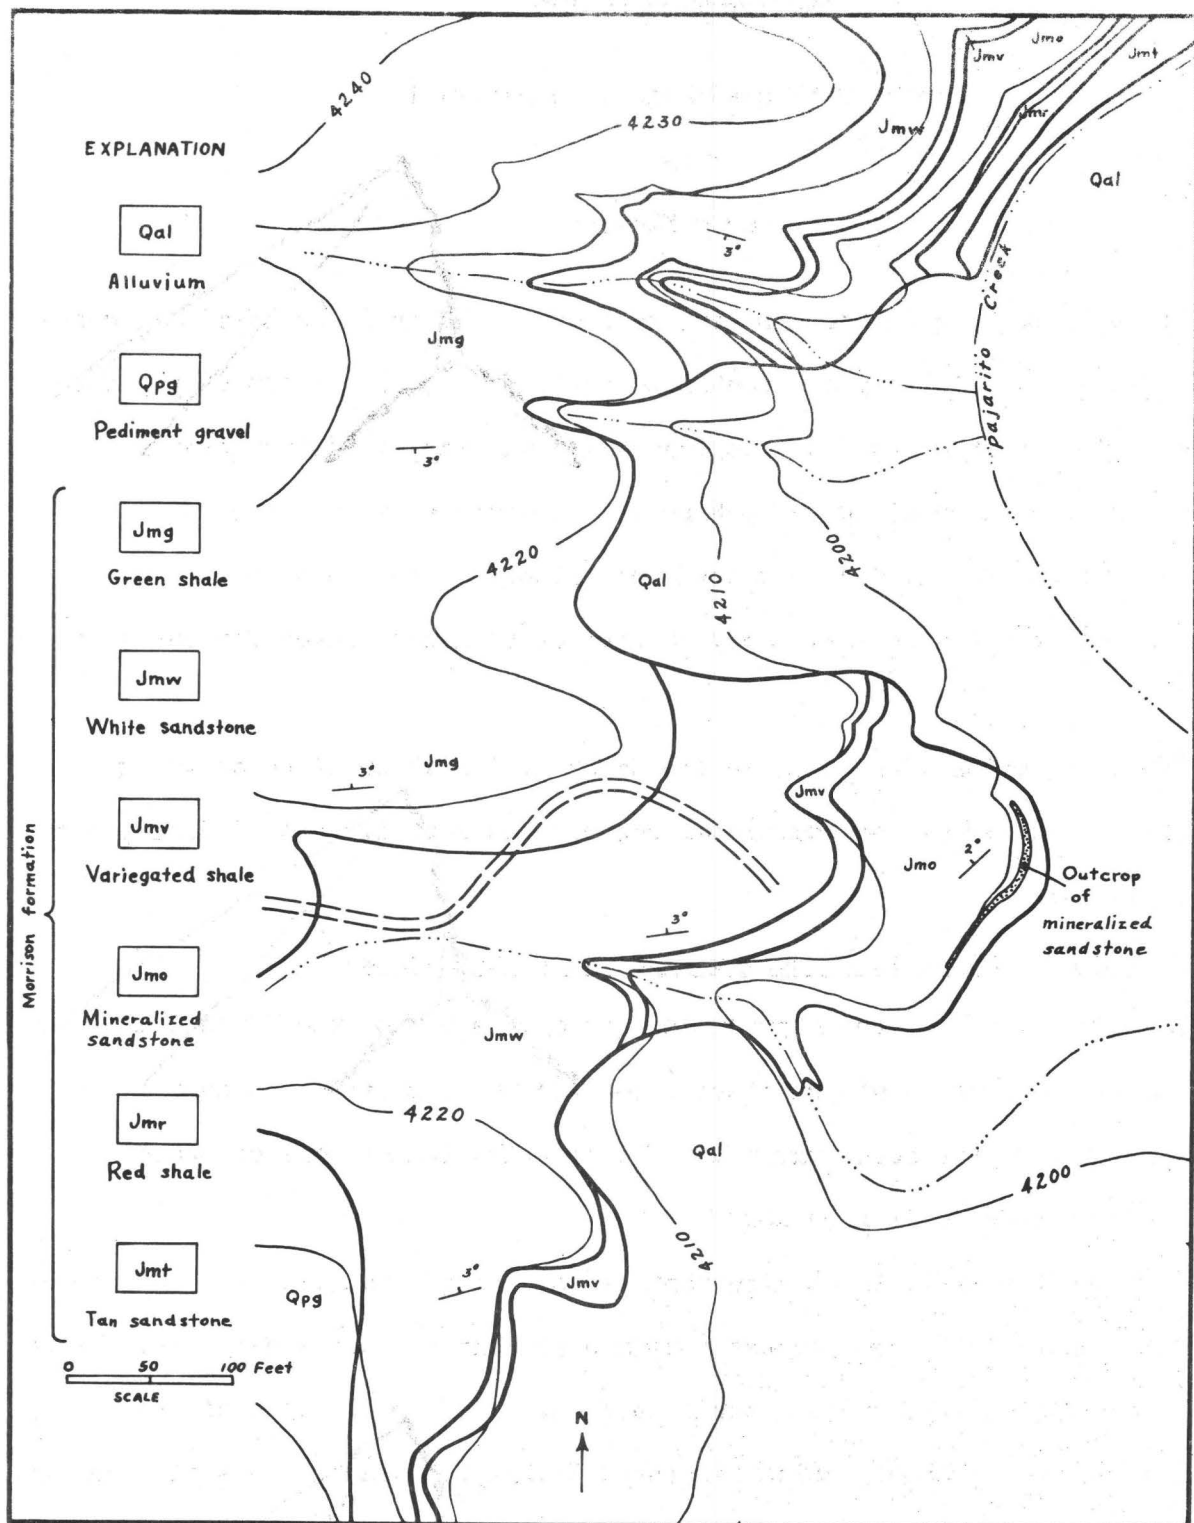 EXPLANATION
Qal
Alluvium
Qpg
Pediment gravel
Jmg
Green shale
Jmw
White sandstone
Jmv
Variegated shale
Jmo
Mineralized
sandstone
Jmr
Red shale
Jmt
Tan sandstone
Morrison formation
0 50 100 Feet
SCALE
4240
4230
Jmw
Jmv
Jmo
Jmt
Jmr
Qal
3°
Pajarito Creek
Jmg
3°
4220
Qal
4210
4200
Jmg
3°
Jmv
Jmo
2°
Outcrop
of
mineralized
sandstone
3°
Jmw
4220
Qal
4200
4210
3°
Jmv
Qpg
N